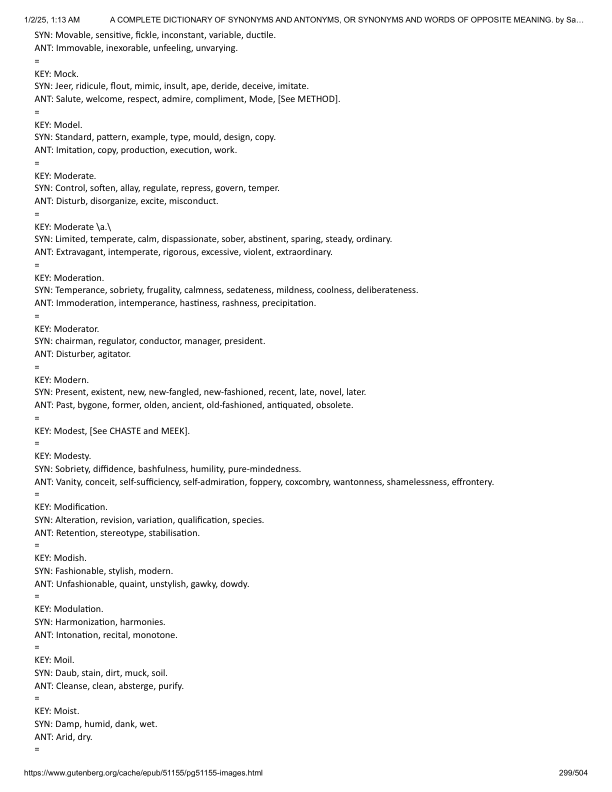 1/2/25, 1:13 AM A COMPLETE DICTIONARY OF SYNONYMS AND ANTONYMS, OR SYNONYMS AND WORDS OF OPPOSITE MEANING. by Sa…
SYN: Movable, sensitive, fickle, inconstant, variable, ductile.
ANT: Immovable, inexorable, unfeeling, unvarying.
=
KEY: Mock.
SYN: Jeer, ridicule, flout, mimic, insult, ape, deride, deceive, imitate.
ANT: Salute, welcome, respect, admire, compliment, Mode, [See METHOD].
=
KEY: Model.
SYN: Standard, pattern, example, type, mould, design, copy.
ANT: Imitation, copy, production, execution, work.
=
KEY: Moderate.
SYN: Control, soften, allay, regulate, repress, govern, temper.
ANT: Disturb, disorganize, excite, misconduct.
=
KEY: Moderate \a.\
SYN: Limited, temperate, calm, dispassionate, sober, abstinent, sparing, steady, ordinary.
ANT: Extravagant, intemperate, rigorous, excessive, violent, extraordinary.
=
KEY: Moderation.
SYN: Temperance, sobriety, frugality, calmness, sedateness, mildness, coolness, deliberateness.
ANT: Immoderation, intemperance, hastiness, rashness, precipitation.
=
KEY: Moderator.
SYN: chairman, regulator, conductor, manager, president.
ANT: Disturber, agitator.
=
KEY: Modern.
SYN: Present, existent, new, new-fangled, new-fashioned, recent, late, novel, later.
ANT: Past, bygone, former, olden, ancient, old-fashioned, antiquated, obsolete.
=
KEY: Modest, [See CHASTE and MEEK].
=
KEY: Modesty.
SYN: Sobriety, diffidence, bashfulness, humility, pure-mindedness.
ANT: Vanity, conceit, self-sufficiency, self-admiration, foppery, coxcombry, wantonness, shamelessness, effrontery.
=
KEY: Modification.
SYN: Alteration, revision, variation, qualification, species.
ANT: Retention, stereotype, stabilisation.
=
KEY: Modish.
SYN: Fashionable, stylish, modern.
ANT: Unfashionable, quaint, unstylish, gawky, dowdy.
=
KEY: Modulation.
SYN: Harmonization, harmonies.
ANT: Intonation, recital, monotone.
=
KEY: Moil.
SYN: Daub, stain, dirt, muck, soil.
ANT: Cleanse, clean, absterge, purify.
=
KEY: Moist.
SYN: Damp, humid, dank, wet.
ANT: Arid, dry.
=
https://www.gutenberg.org/cache/epub/51155/pg51155-images.html 299/504